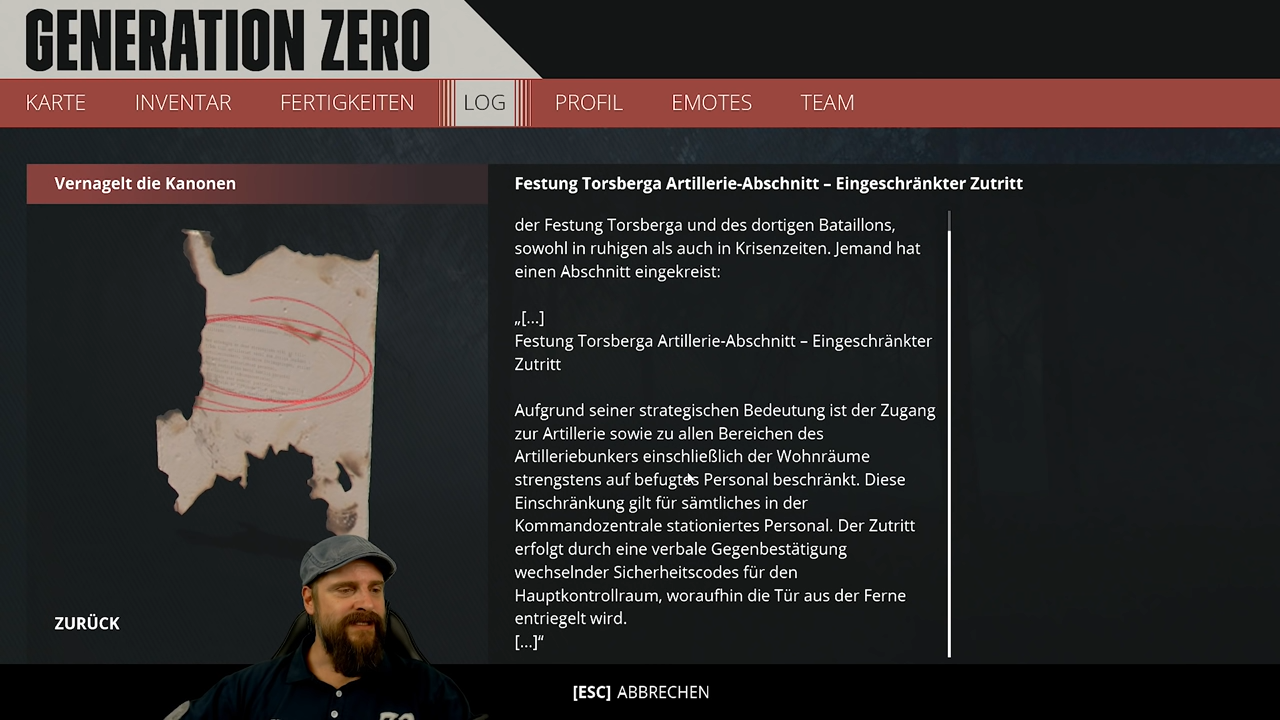 GENERATION ZERO
KARTE
INVENTAR
FERTIGKEITEN
LOG
PROFIL
EMOTES
TEAM
Vernagelt die Kanonen
ZURÜCK
Festung Torsberga Artillerie-Abschnitt – Eingeschränkter Zutritt
der Festung Torsberga und des dortigen Bataillons,
sowohl in ruhigen als auch in Krisenzeiten. Jemand hat
einen Abschnitt eingekreist:
„[...]
Festung Torsberga Artillerie-Abschnitt – Eingeschränkter
Zutritt
Aufgrund seiner strategischen Bedeutung ist der Zugang
zur Artillerie sowie zu allen Bereichen des
Artilleriebunkers einschließlich der Wohnräume
strengstens auf befugtes Personal beschränkt. Diese
Einschränkung gilt für sämtliches in der
Kommandozentrale stationiertes Personal. Der Zutritt
erfolgt durch eine verbale Gegenbestätigung
wechselnder Sicherheitscodes für den
Hauptkontrollraum, woraufhin die Tür aus der Ferne
entriegelt wird.
[...]“
[ESC] ABBRECHEN